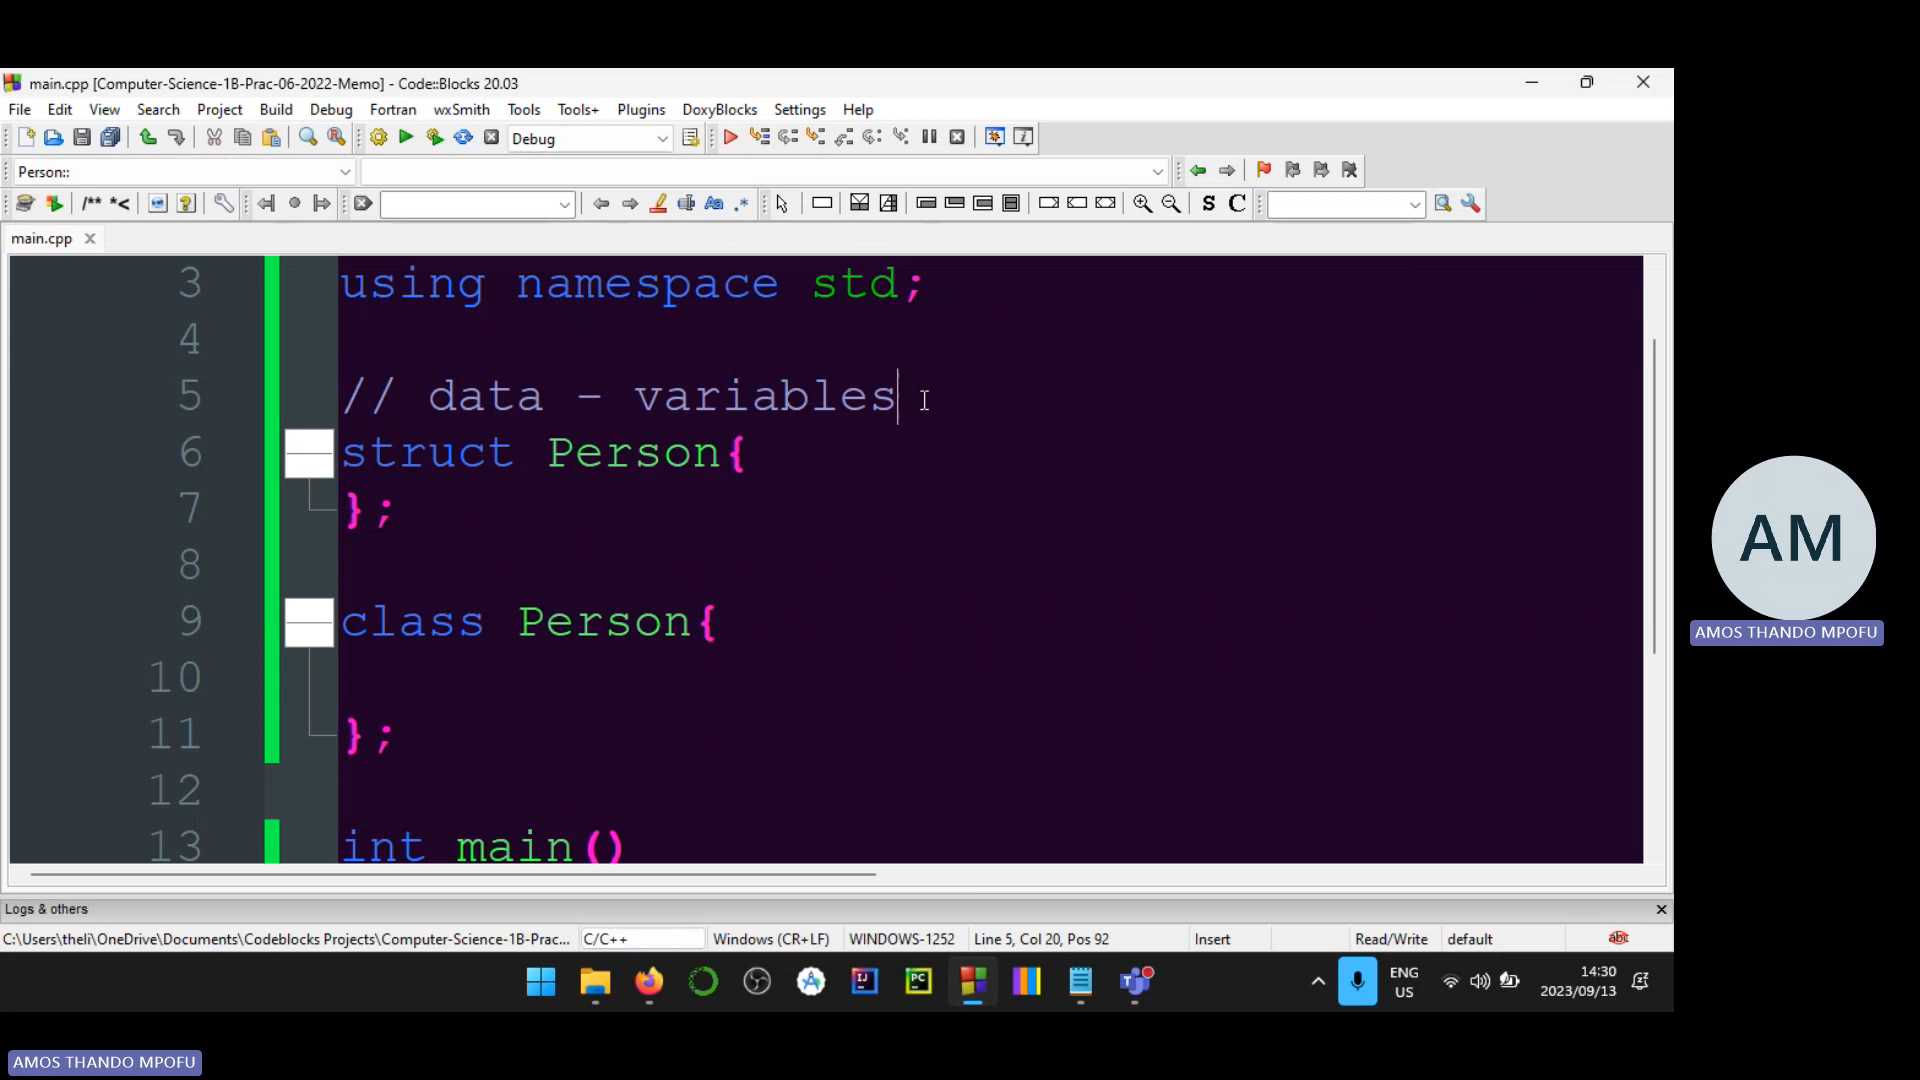 main.cpp [Computer-Science-1B-Prac-06-2022-Memo] - Code::Blocks 20.03
File Edit View Search Project Build Debug Fortran wxSmith Tools Tools+ Plugins DoxyBlocks Settings Help
Debug
Person::
/** *< Aa .* S C
main.cpp
3 using namespace std;
4
5 // data - variables
6 struct Person{
7 };
8
9 class Person{
10
11 };
12
13 int main()
AM
AMOS THANDO MPOFU
Logs & others
C:\Users\theli\OneDrive\Documents\Codeblocks Projects\Computer-Science-1B-Prac... C/C++ Windows (CR+LF) WINDOWS-1252 Line 5, Col 20, Pos 92 Insert Read/Write default abc
IJ PC T ENG US 14:30 2023/09/13
AMOS THANDO MPOFU